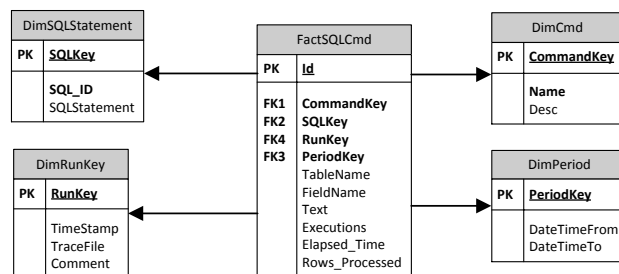 DimSQLStatement
PK SQLKey
SQL_ID
SQLStatement
DimRunKey
PK RunKey
TimeStamp
TraceFile
Comment
FactSQLCmd
PK Id
FK1 CommandKey
FK2 SQLKey
FK4 RunKey
FK3 PeriodKey
TableName
FieldName
Text
Executions
Elapsed_Time
Rows_Processed
DimCmd
PK CommandKey
Name
Desc
DimPeriod
PK PeriodKey
DateTimeFrom
DateTimeTo